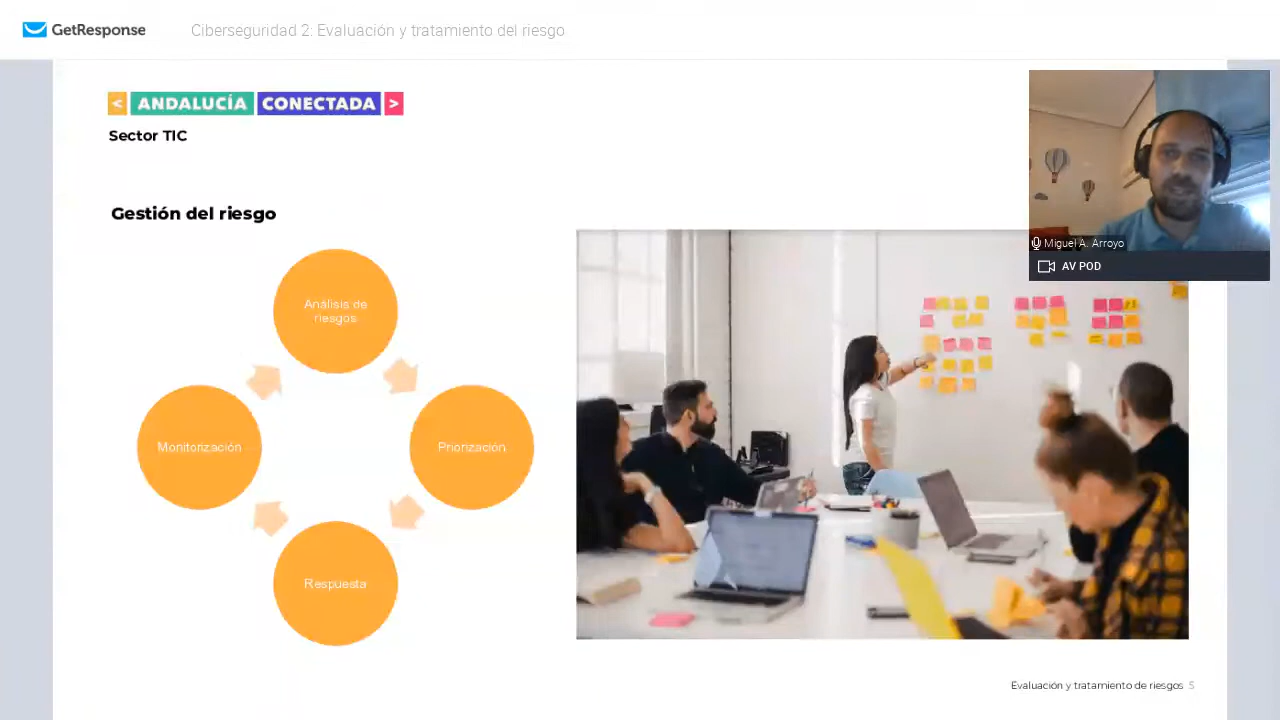 GetResponse
Ciberseguridad 2: Evaluación y tratamiento del riesgo
< ANDALUCÍA CONECTADA >
Sector TIC
Miguel A. Arroyo
AV POD
Gestión del riesgo
Análisis de
riesgos
Monitorización
Priorización
Respuesta
Evaluación y tratamiento de riesgos 5